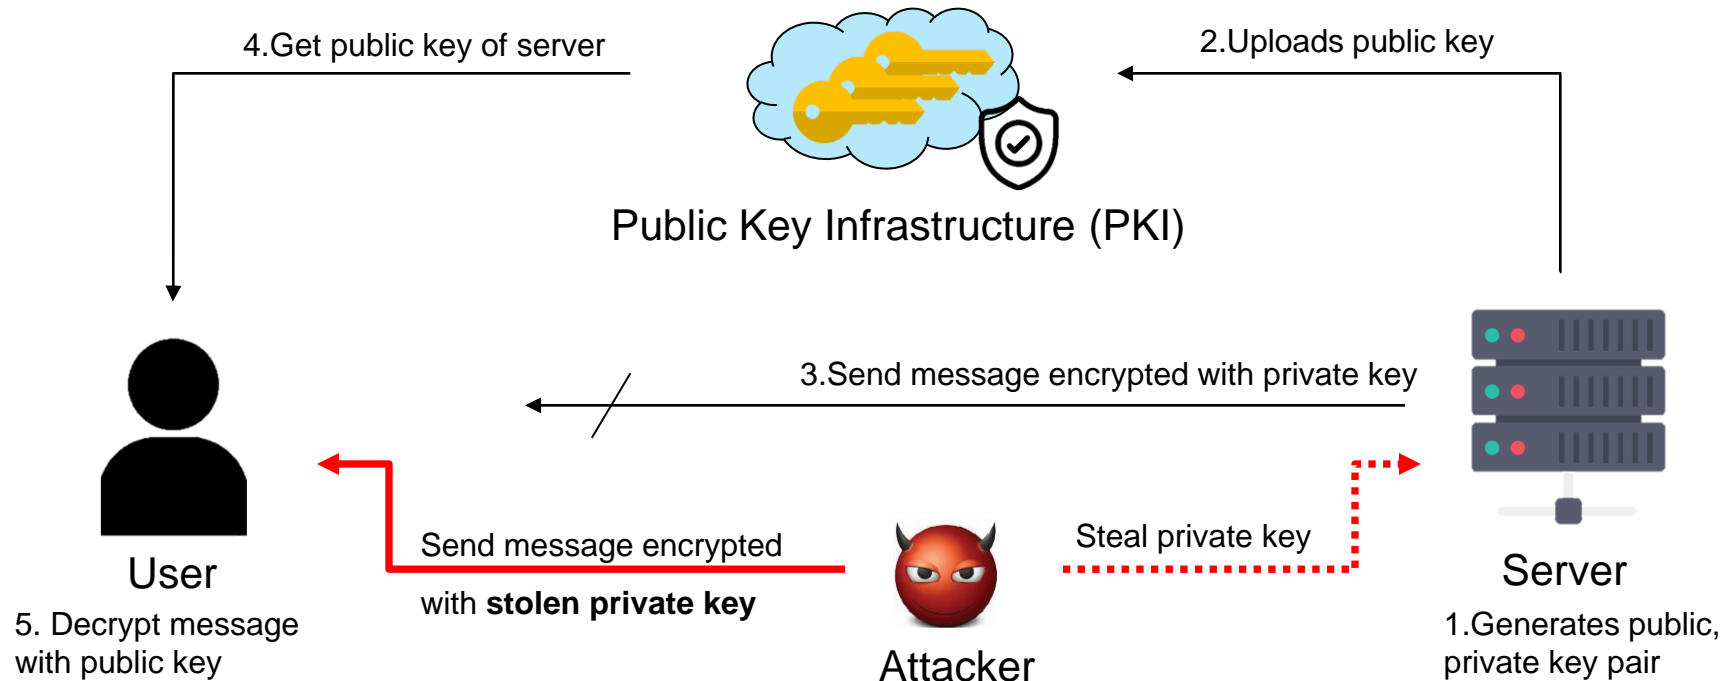 4.Get public key of server
2.Uploads public key
Public Key Infrastructure (PKI)
3.Send message encrypted with private key
Send message encrypted
with stolen private key
Steal private key
User
5. Decrypt message
with public key
Attacker
Server
1.Generates public,
private key pair